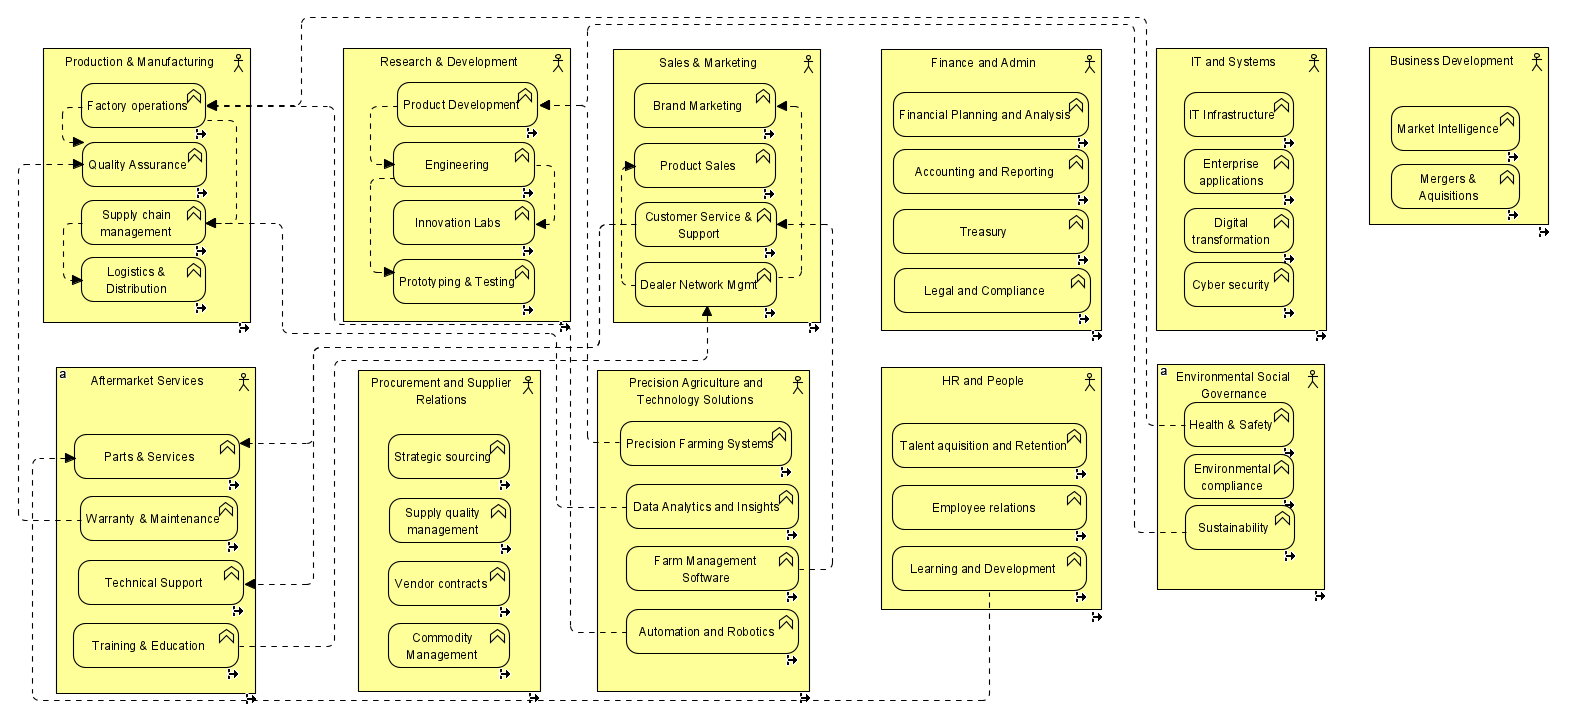 Production & Manufacturing
Factory operations
Quality Assurance
Supply chain
management
Logistics &
Distribution
Research & Development
Product Development
Engineering
Innovation Labs
Prototyping & Testing
Sales & Marketing
Brand Marketing
Product Sales
Customer Service &
Support
Dealer Network Mgmt
Finance and Admin
Financial Planning and Analysis
Accounting and Reporting
Treasury
Legal and Compliance
IT and Systems
IT Infrastructure
Enterprise
applications
Digital
transformation
Cyber security
Business Development
Market Intelligence
Mergers &
Aquisitions
a
Aftermarket Services
Parts & Services
Warranty & Maintenance
Technical Support
Training & Education
Procurement and Supplier
Relations
Strategic sourcing
Supply quality
management
Vendor contracts
Commodity
Management
Precision Agriculture and
Technology Solutions
Precision Farming Systems
Data Analytics and Insights
Farm Management
Software
Automation and Robotics
HR and People
Talent aquisition and Retention
Employee relations
Learning and Development
a
Environmental Social
Governance
Health & Safety
Environmental
compliance
Sustainability